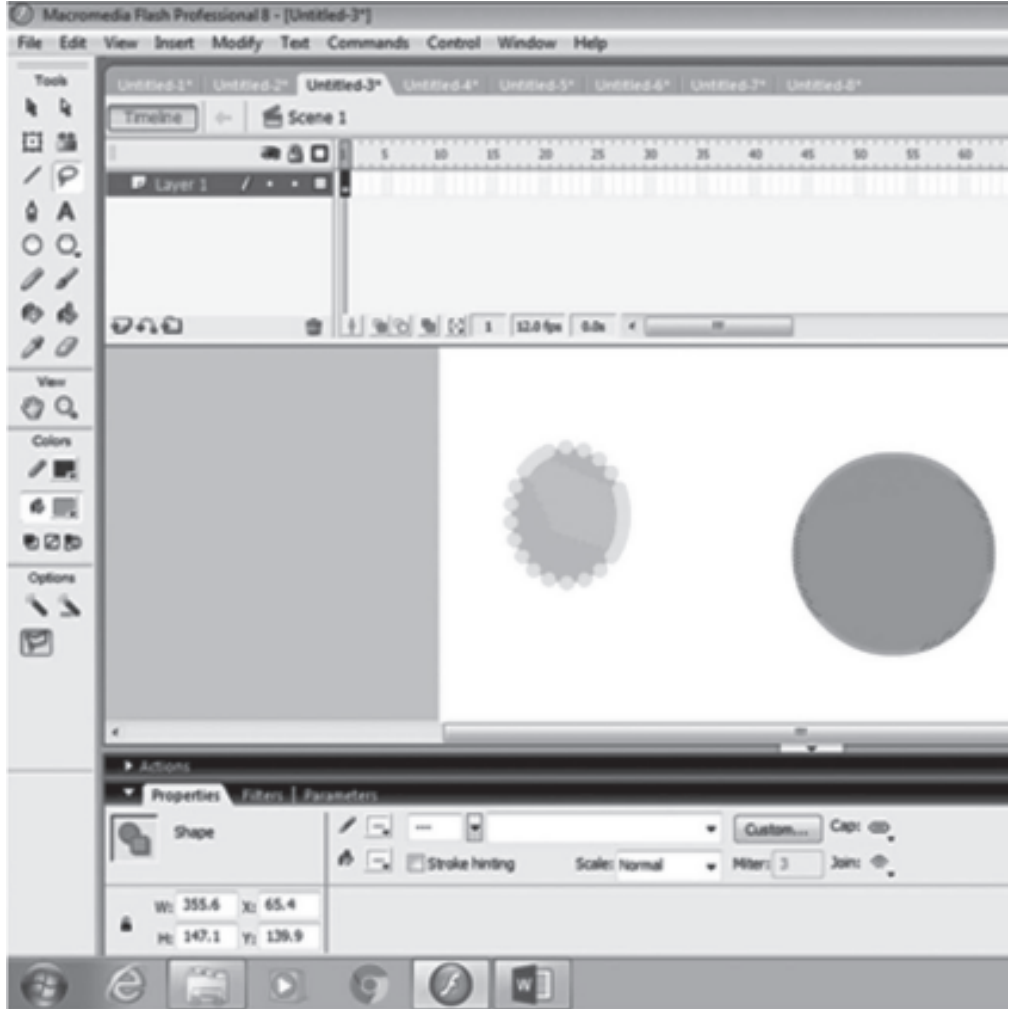 Macromedia Flash Professional 8 - [Untitled-3*]
File Edit View Insert Modify Text Commands Control Window Help
Tools
Untitled-1* Untitled-2* Untitled-3* Untitled-4* Untitled-5* Untitled-6* Untitled-7* Untitled-8*
Timeline Scene 1
1 5 10 15 20 25 30 35 40 45 50 55 60
Layer 1
A
1 12.0 fps 0.0s
View
Colors
Options
Actions
Properties Filters | Parameters
Shape
Custom... Cap:
Stroke hinting Scale: Normal Miter: 3 Join:
W: 355.6 X: 65.4
H: 147.1 Y: 139.9
W